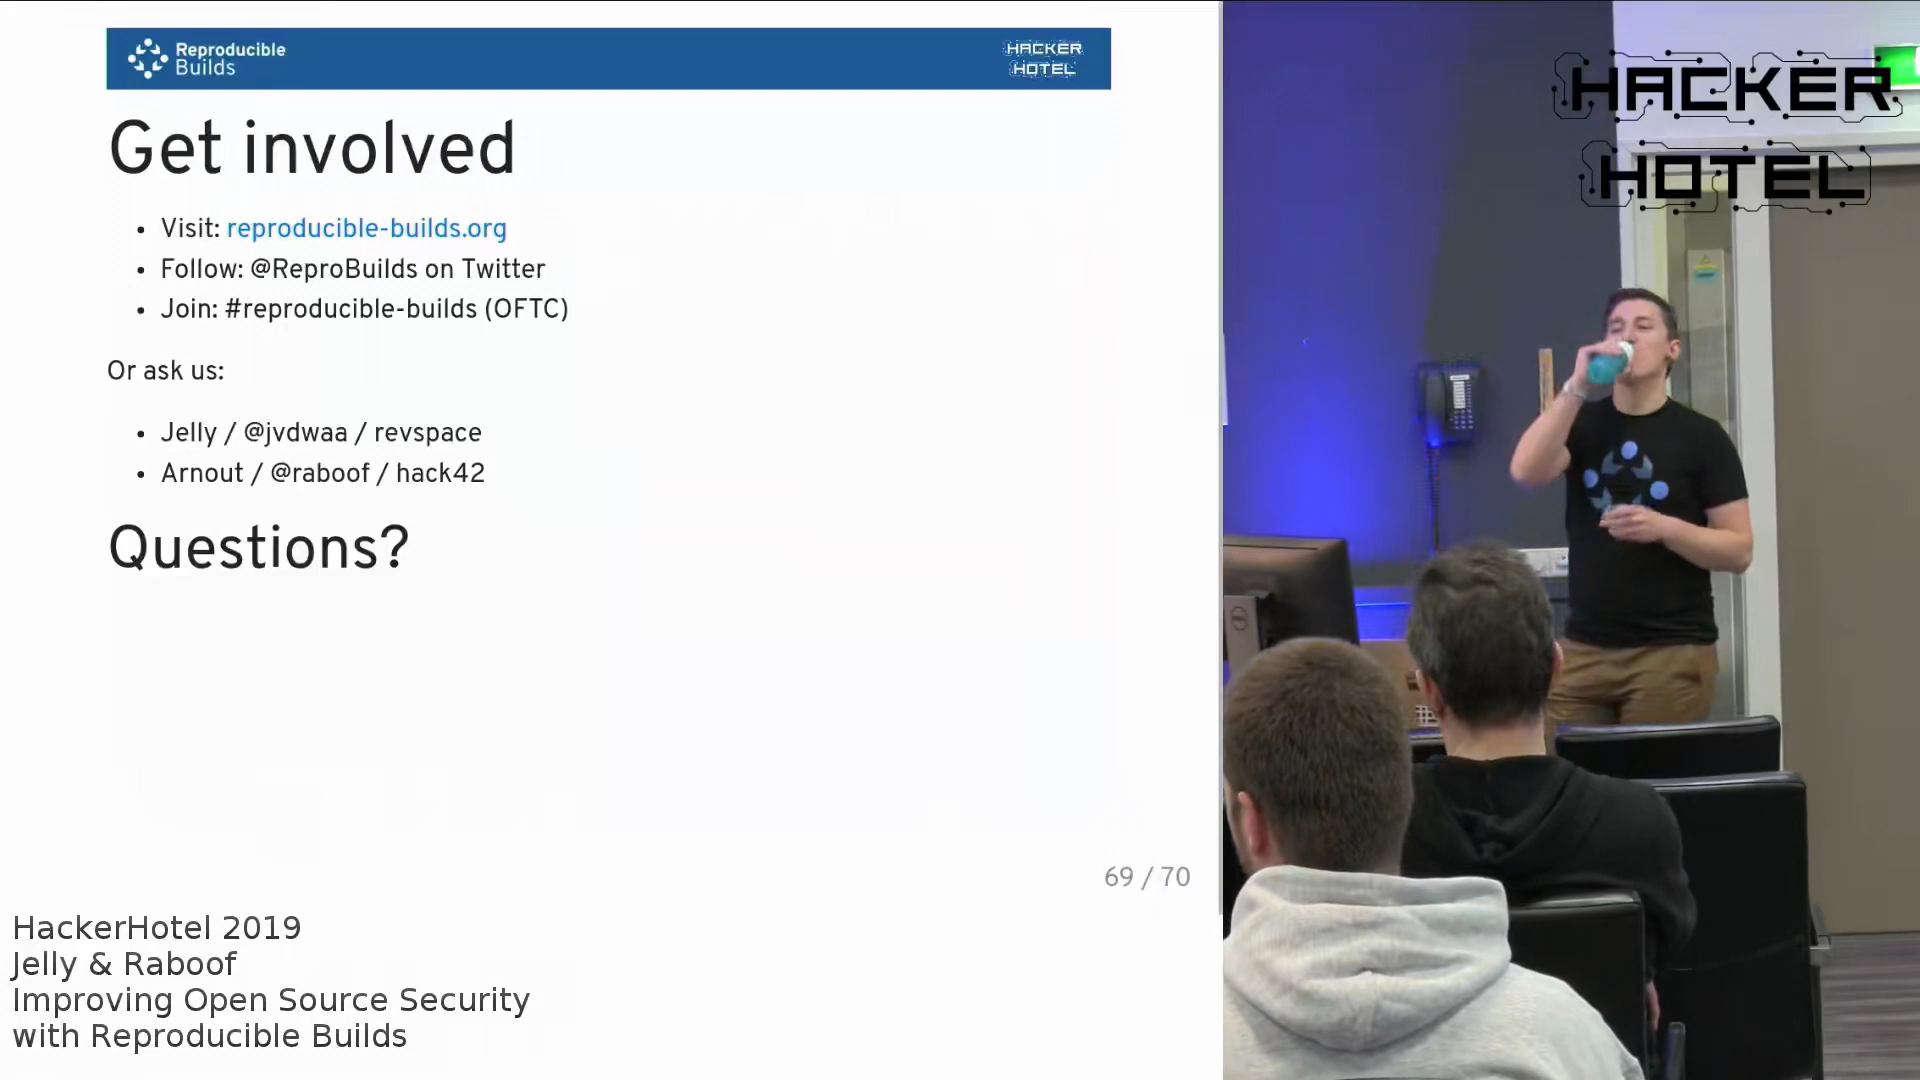 Reproducible
Builds
HACKER
HOTEL
Get involved
Visit: reproducible-builds.org
Follow: @ReproBuilds on Twitter
Join: #reproducible-builds (OFTC)
Or ask us:
Jelly / @jvdwaa / revspace
Arnout / @raboof / hack42
Questions?
69 / 70
HackerHotel 2019
Jelly & Raboof
Improving Open Source Security
with Reproducible Builds
HACKER
HOTEL
DELL